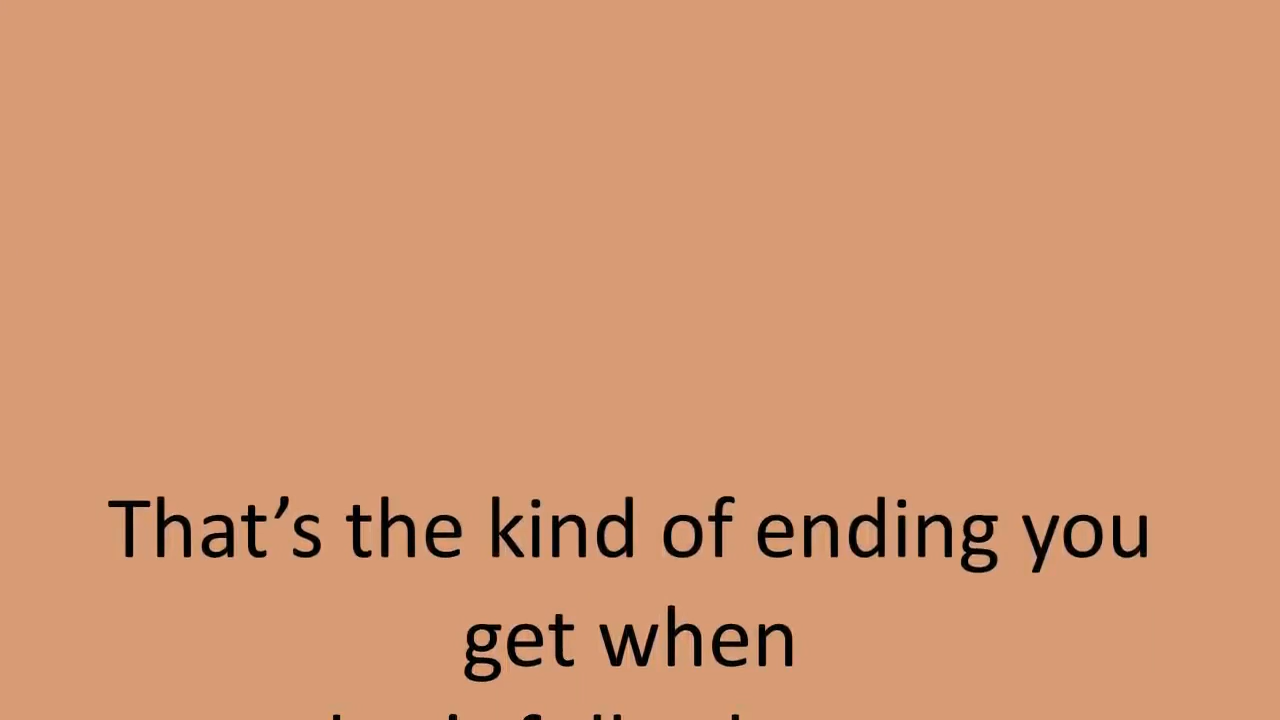 That’s the kind of ending you
get when